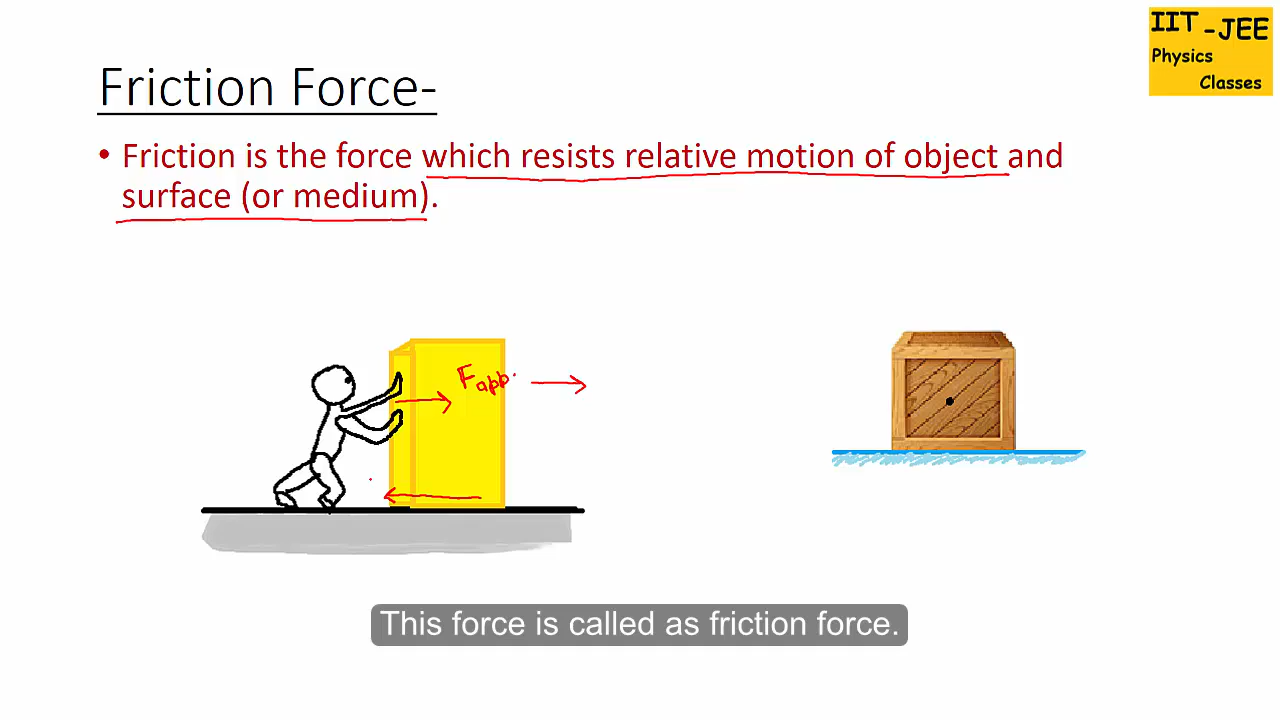 IIT-JEE
Physics
Classes
Friction Force-
• Friction is the force which resists relative motion of object and
surface (or medium).
Fapp.
This force is called as friction force.